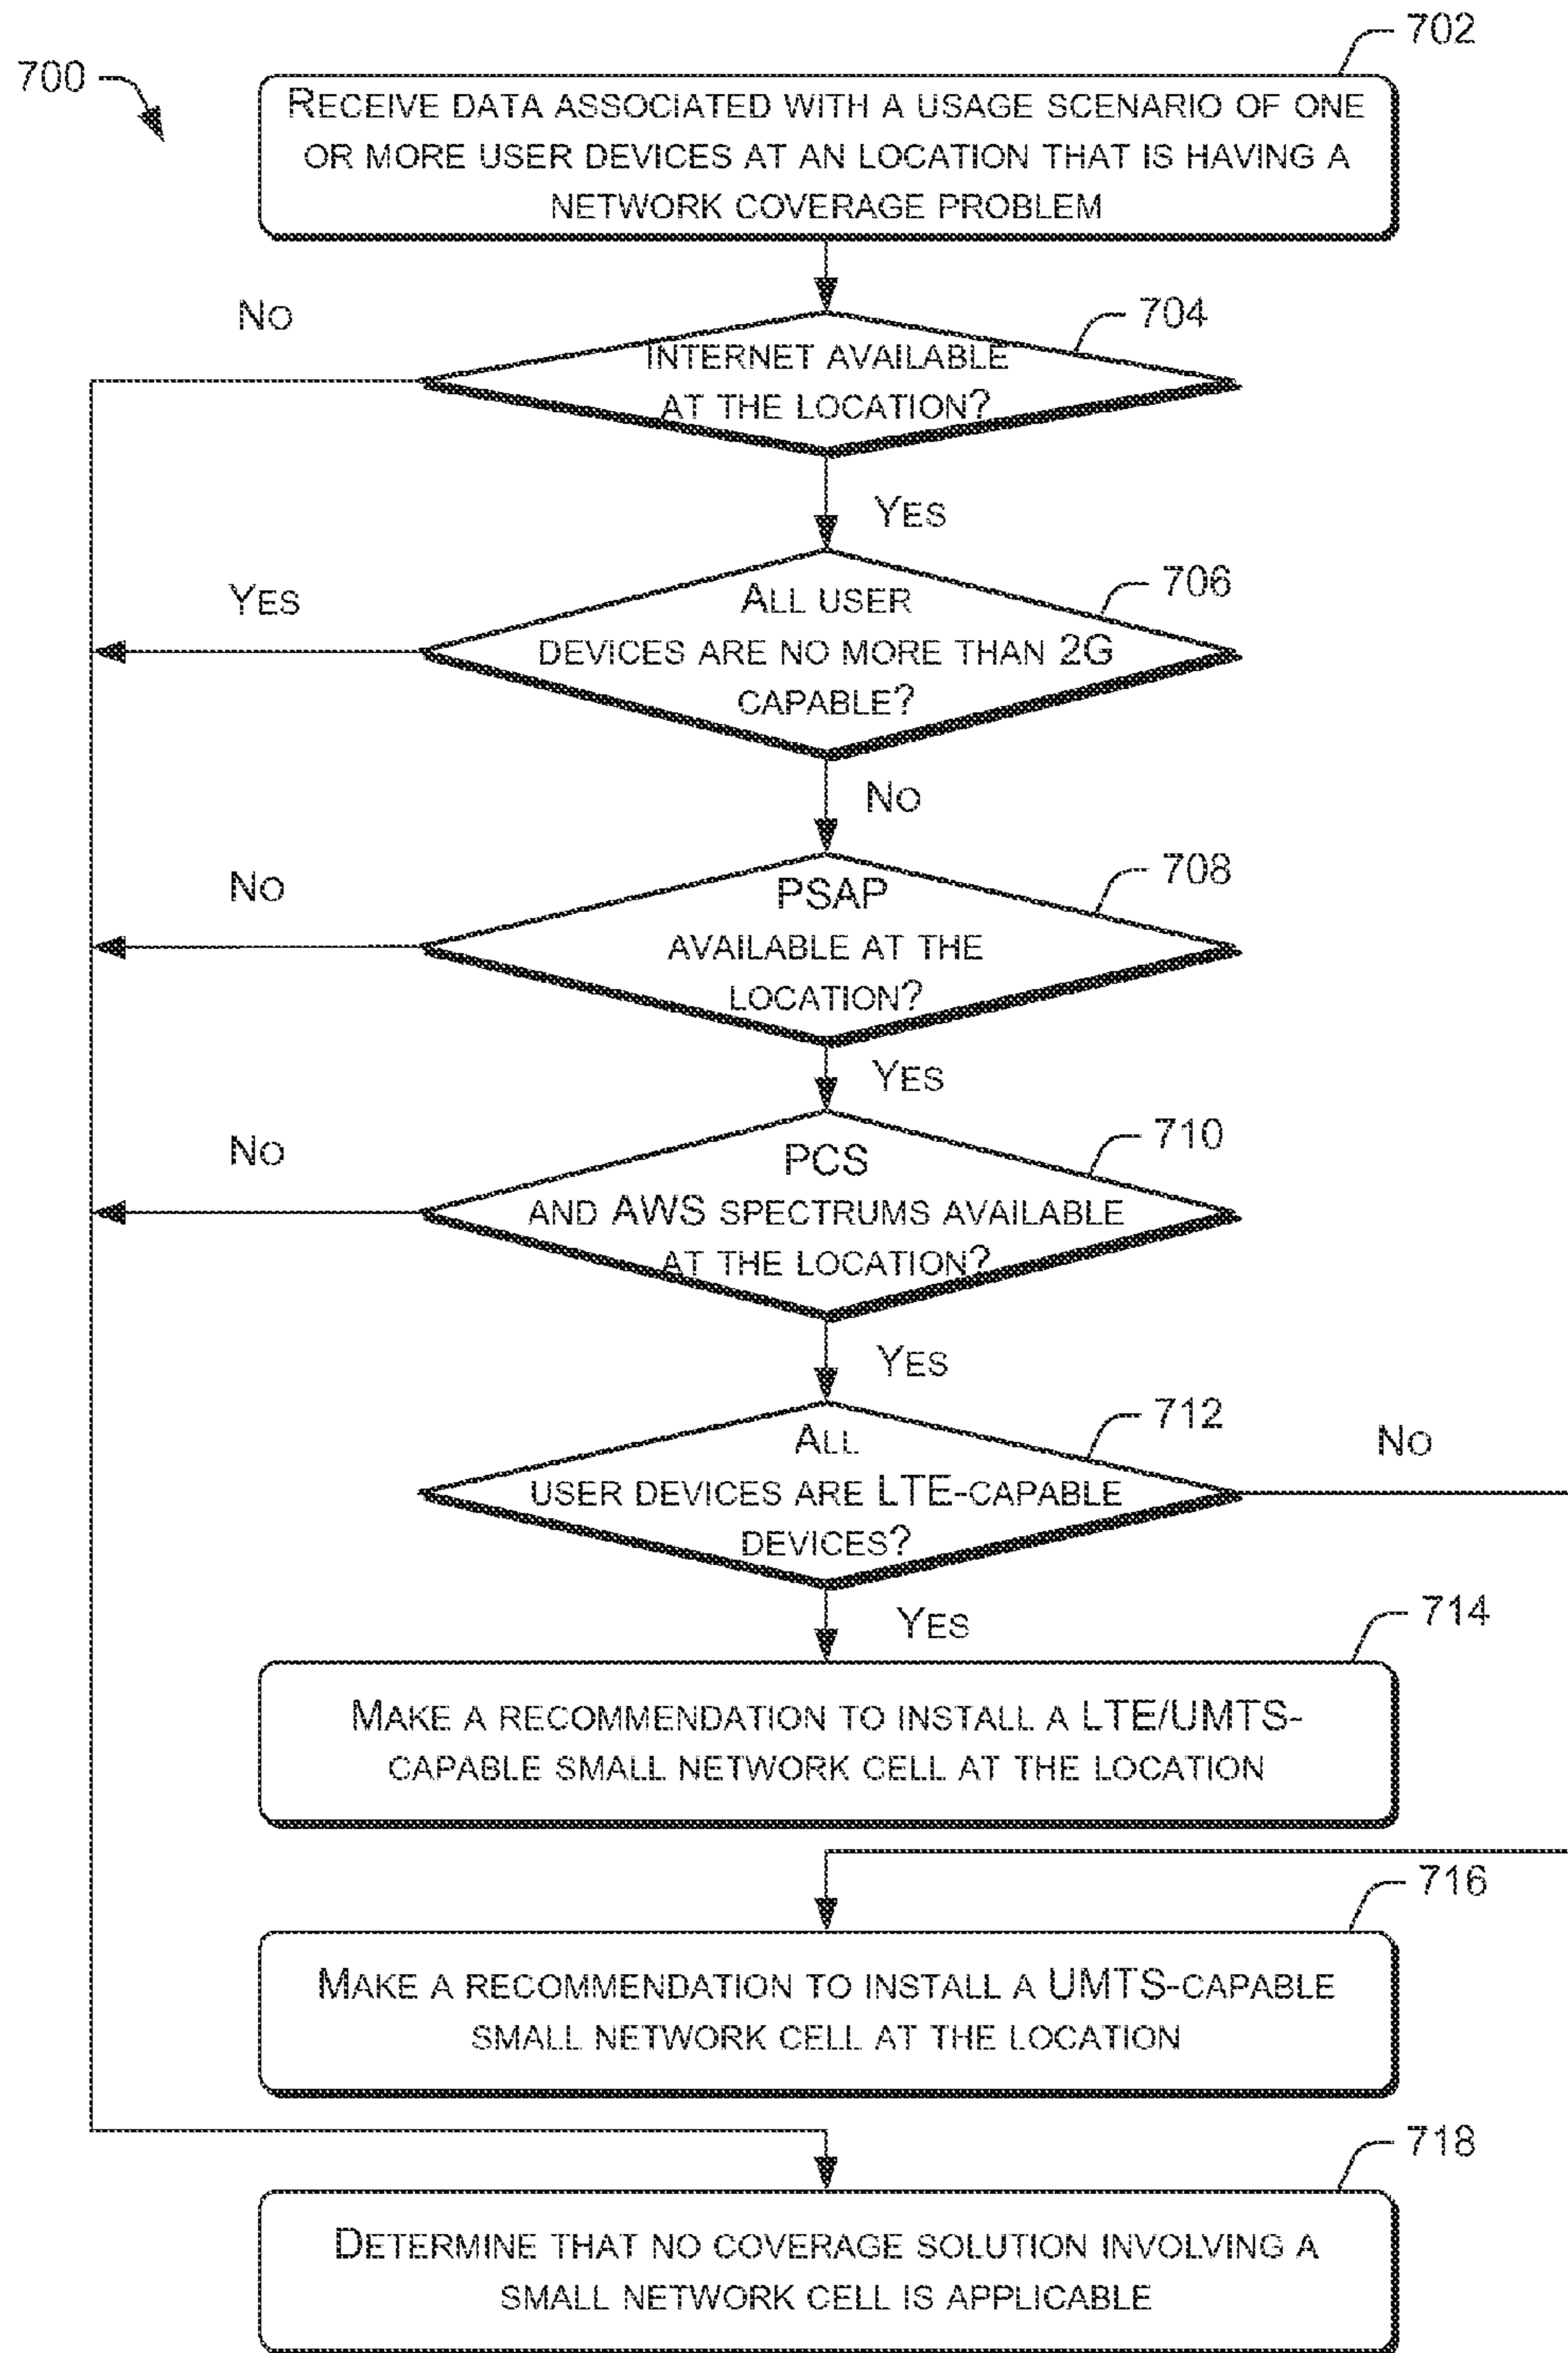 700
702
RECEIVE DATA ASSOCIATED WITH A USAGE SCENARIO OF ONE
OR MORE USER DEVICES AT AN LOCATION THAT IS HAVING A
NETWORK COVERAGE PROBLEM
NO
704
INTERNET AVAILABLE
AT THE LOCATION?
YES
YES
706
ALL USER
DEVICES ARE NO MORE THAN 2G
CAPABLE?
NO
NO
708
PSAP
AVAILABLE AT THE
LOCATION?
YES
NO
710
PCS
AND AWS SPECTRUMS AVAILABLE
AT THE LOCATION?
YES
712
NO
ALL
USER DEVICES ARE LTE-CAPABLE
DEVICES?
YES
714
MAKE A RECOMMENDATION TO INSTALL A LTE/UMTS-
CAPABLE SMALL NETWORK CELL AT THE LOCATION
716
MAKE A RECOMMENDATION TO INSTALL A UMTS-CAPABLE
SMALL NETWORK CELL AT THE LOCATION
718
DETERMINE THAT NO COVERAGE SOLUTION INVOLVING A
SMALL NETWORK CELL IS APPLICABLE